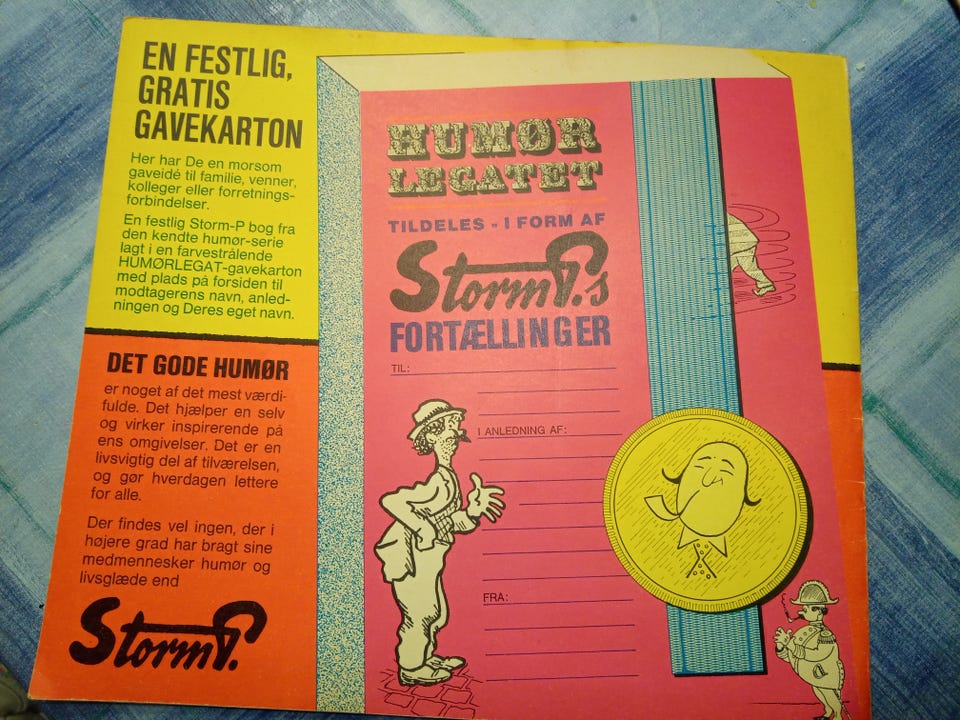 EN FESTLIG,
GRATIS
GAVEKARTON
Her har De en morsom
gaveidé til familie, venner,
kolleger eller forretnings-
forbindelser.
En festlig Storm-P bog fra
den kendte humør-serie
lagt i en farvestrålende
HUMØRLEGAT-gavekarton
med plads på forsiden til
modtagerens navn, anled-
ningen og Deres eget navn.
DET GODE HUMØR
er noget af det mest værdi-
fulde. Det hjælper en selv
og virker inspirerende på
ens omgivelser. Det er en
livsvigtig del af tilværelsen,
og gør hverdagen lettere
for alle.
Der findes vel ingen, der i
højere grad har bragt sine
medmennesker humør og
livsglæde end
Storm P.
HUMØR
LEGATET
TILDELES - I FORM AF
Storm P.s
FORTÆLLINGER
TIL:
I ANLEDNING AF:
FRA: